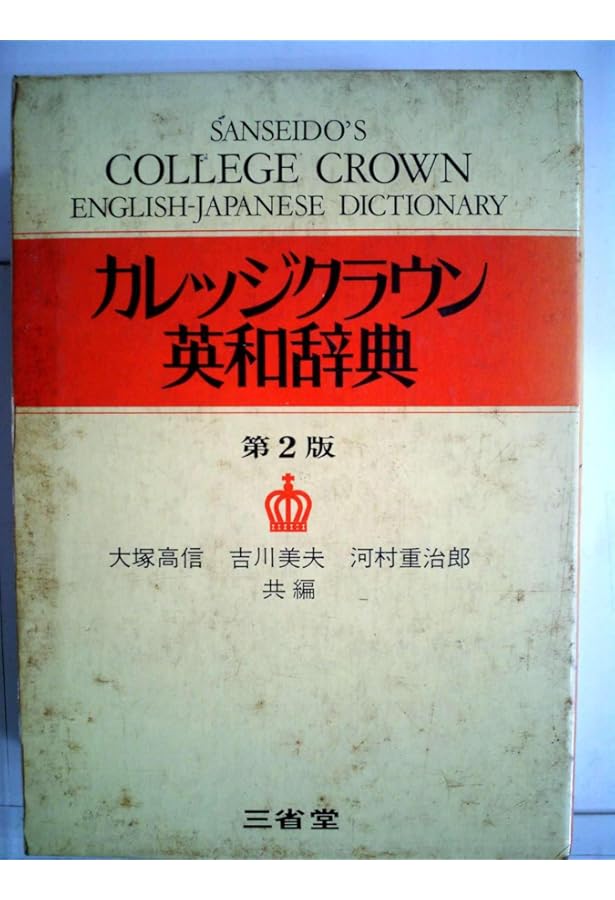 SANSEIDO'S
COLLEGE CROWN
ENGLISH-JAPANESE DICTIONARY
カレッジクラウン
英和辞典
第2版
大塚高信 吉川美夫 河村重治郎
共編
三省堂